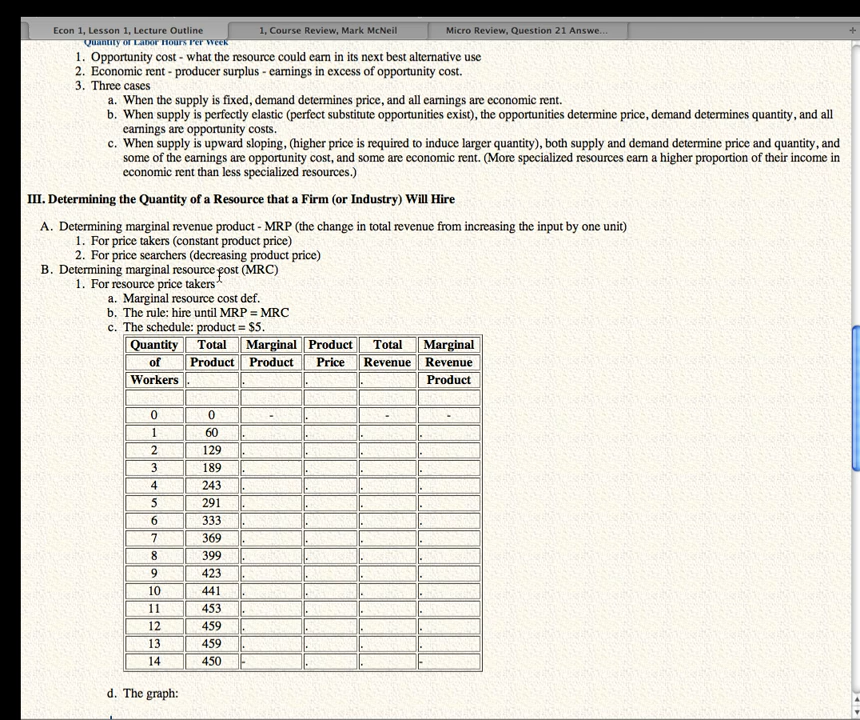 Econ 1, Lesson 1, Lecture Outline
1, Course Review, Mark McNeil
Micro Review, Question 21 Answe...
Quantity of Labor Hours Per Week
1. Opportunity cost - what the resource could earn in its next best alternative use
2. Economic rent - producer surplus - earnings in excess of opportunity cost.
3. Three cases
a. When the supply is fixed, demand determines price, and all earnings are economic rent.
b. When supply is perfectly elastic (perfect substitute opportunities exist), the opportunities determine price, demand determines quantity, and all
earnings are opportunity costs.
c. When supply is upward sloping, (higher price is required to induce larger quantity), both supply and demand determine price and quantity, and
some of the earnings are opportunity cost, and some are economic rent. (More specialized resources earn a higher proportion of their income in
economic rent than less specialized resources.)
III. Determining the Quantity of a Resource that a Firm (or Industry) Will Hire
A. Determining marginal revenue product - MRP (the change in total revenue from increasing the input by one unit)
1. For price takers (constant product price)
2. For price searchers (decreasing product price)
B. Determining marginal resource cost (MRC)
1. For resource price takers
a. Marginal resource cost def.
b. The rule: hire until MRP = MRC
c. The schedule: product = $5.
Quantity Total Marginal Product Total Marginal
of Product Product Price Revenue Revenue
Workers . . . . Product
0 0 - . - -
1 60 . . . .
2 129 . . . .
3 189 . . . .
4 243 . . . .
5 291 . . . .
6 333 . . . .
7 369 . . . .
8 399 . . . .
9 423 . . . .
10 441 . . . .
11 453 . . . .
12 459 . . . .
13 459 . . . .
14 450 - . . -
d. The graph: